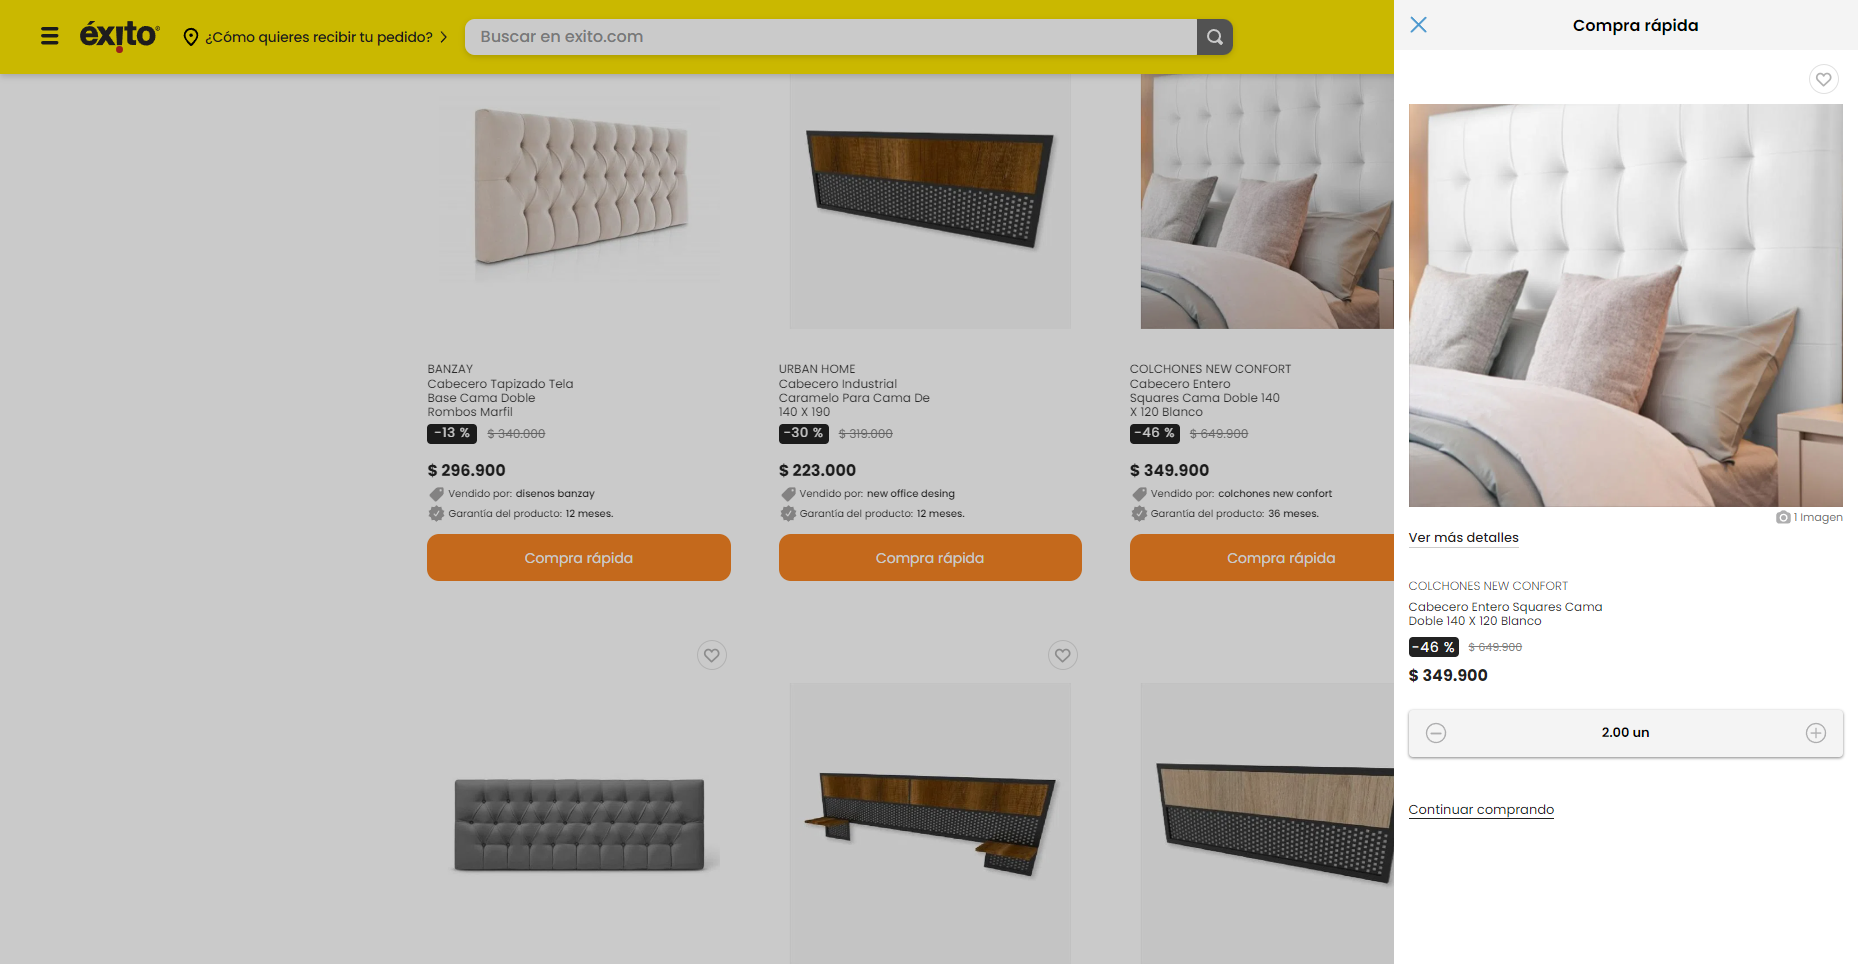 éxito
¿Cómo quieres recibir tu pedido?
Buscar en exito.com
BANZAY
Cabecero Tapizado Tela
Base Cama Doble
Rombos Marfil
-13 %
$ 340.000
$ 296.900
Vendido por: disenos banzay
Garantía del producto: 12 meses.
Compra rápida
URBAN HOME
Cabecero Industrial
Caramelo Para Cama De
140 X 190
-30 %
$ 319.000
$ 223.000
Vendido por: new office desing
Garantía del producto: 12 meses.
Compra rápida
COLCHONES NEW CONFORT
Cabecero Entero
Squares Cama Doble 140
X 120 Blanco
-46 %
$ 649.900
$ 349.900
Vendido por: colchones new confort
Garantía del producto: 36 meses.
Compra rápida
Compra rápida
1 Imagen
Ver más detalles
COLCHONES NEW CONFORT
Cabecero Entero Squares Cama
Doble 140 X 120 Blanco
-46 %
$ 649.900
$ 349.900
2.00 un
Continuar comprando